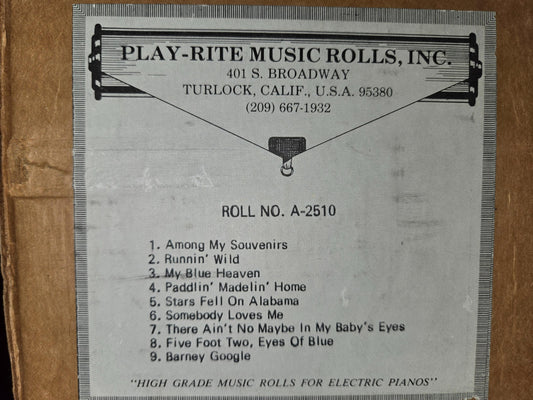 PLAY-RITE MUSIC ROLLS, INC.
401 S. BROADWAY
TURLOCK, CALIF., U.S.A. 95380
(209) 667-1932
ROLL NO. A-2510
1. Among My Souvenirs
2. Runnin' Wild
3. My Blue Heaven
4. Paddlin' Madelin' Home
5. Stars Fell On Alabama
6. Somebody Loves Me
7. There Ain't No Maybe In My Baby's Eyes
8. Five Foot Two, Eyes Of Blue
9. Barney Google
"HIGH GRADE MUSIC ROLLS FOR ELECTRIC PIANOS"